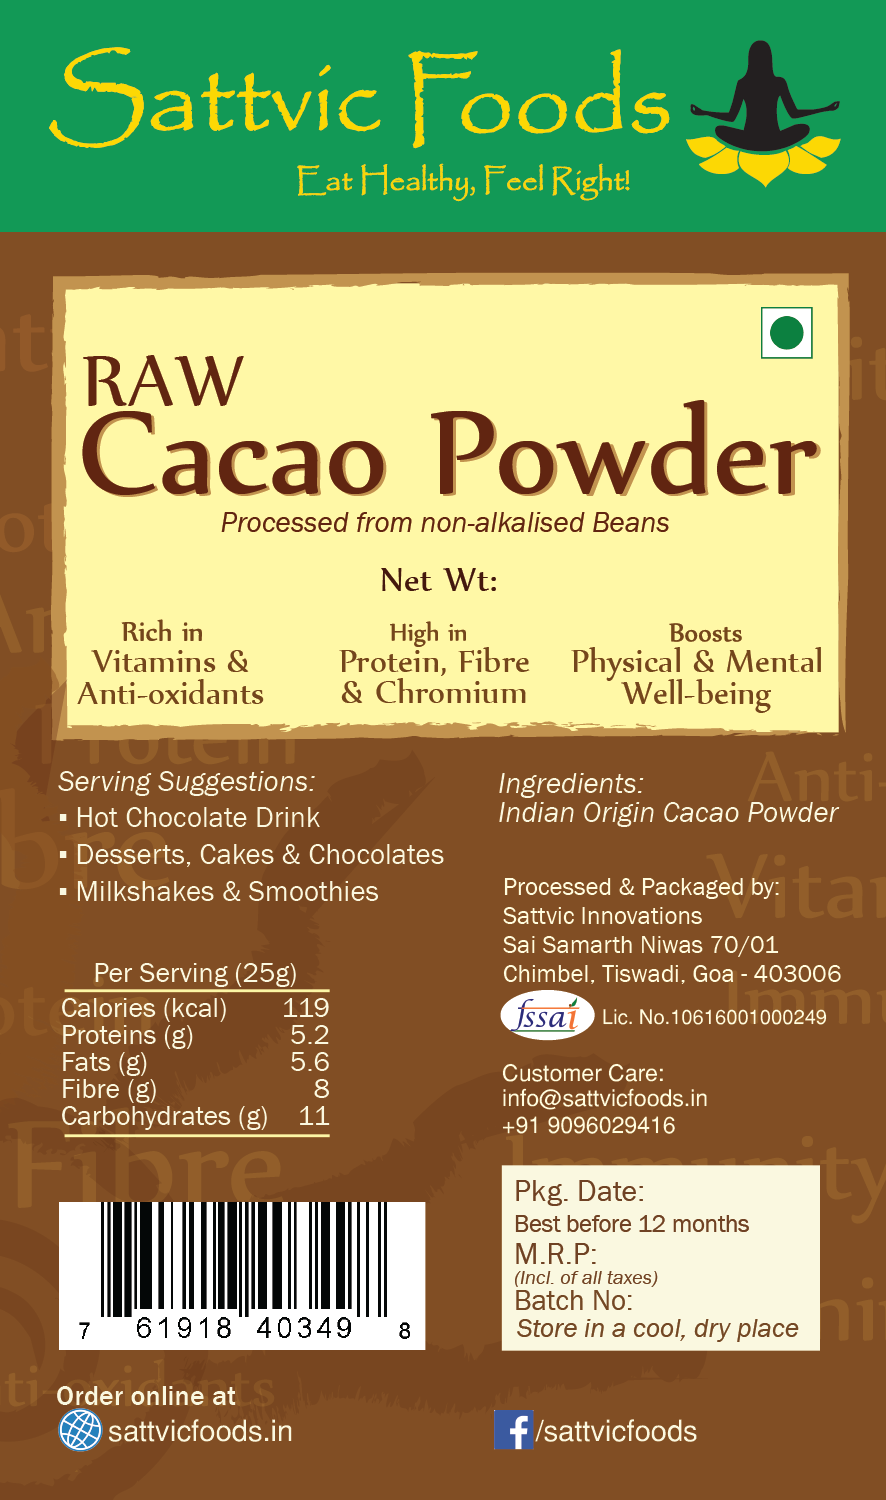 Sattvic Foods
Eat Healthy, Feel Right!
RAW
Cacao Powder
Processed from non-alkalised Beans
Net Wt:
Rich in
Vitamins &
Anti-oxidants
High in
Protein, Fibre
& Chromium
Boosts
Physical & Mental
Well-being
Serving Suggestions:
▪ Hot Chocolate Drink
▪ Desserts, Cakes & Chocolates
▪ Milkshakes & Smoothies
Ingredients:
Indian Origin Cacao Powder
Processed & Packaged by:
Sattvic Innovations
Sai Samarth Niwas 70/01
Chimbel, Tiswadi, Goa - 403006
fssai Lic. No.10616001000249
Customer Care:
info@sattvicfoods.in
+91 9096029416
Per Serving (25g)
Calories (kcal) 119
Proteins (g) 5.2
Fats (g) 5.6
Fibre (g) 8
Carbohydrates (g) 11
Pkg. Date:
Best before 12 months
M.R.P:
(Incl. of all taxes)
Batch No:
Store in a cool, dry place
7 61918 40349 8
Order online at
sattvicfoods.in
f/sattvicfoods
Protein
Fibre